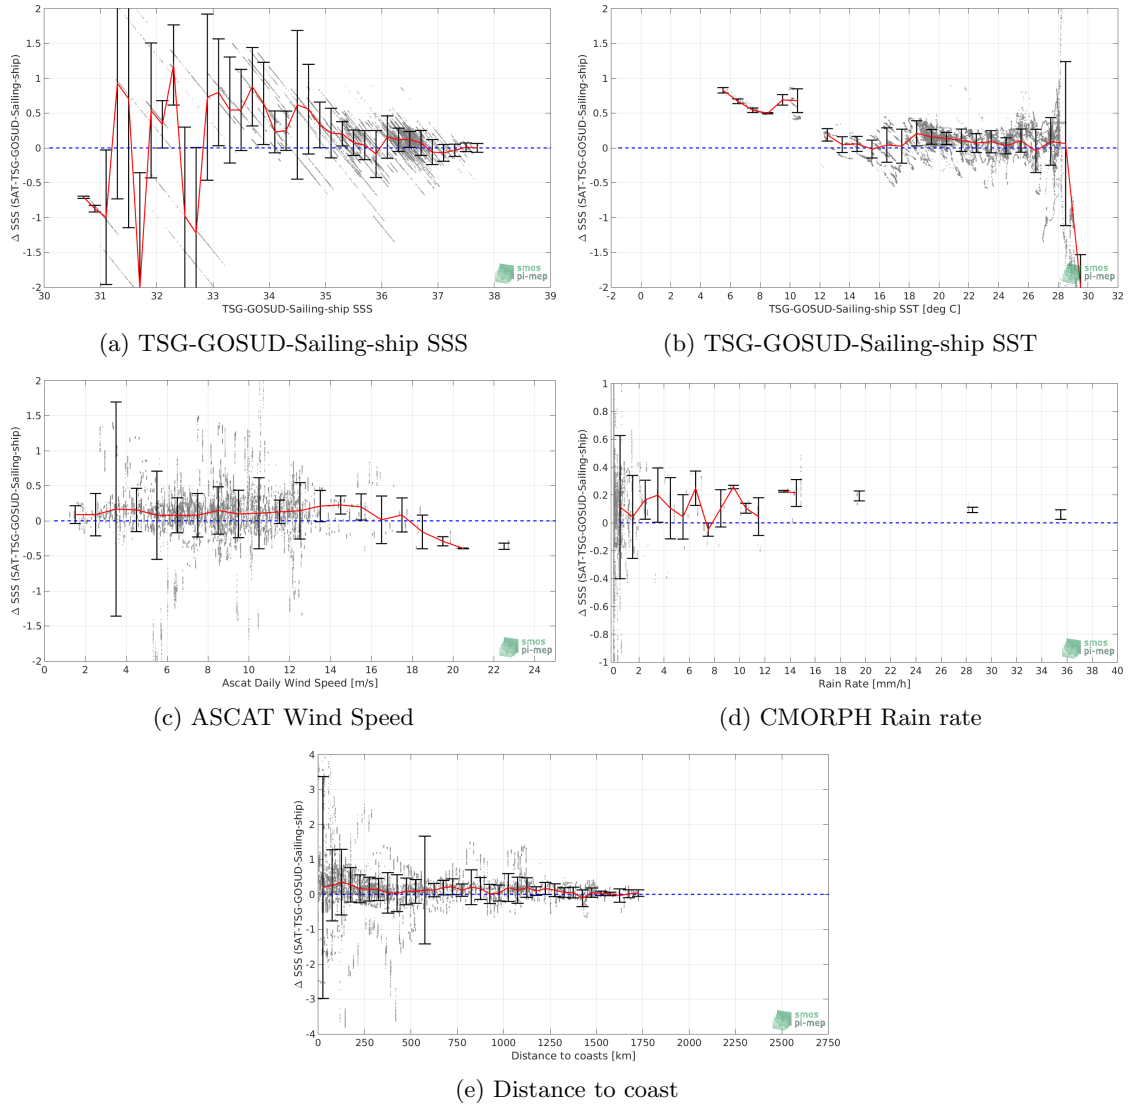 2
1.5
1
0.5
0
-0.5
-1
-1.5
-2
Δ SSS (SAT-TSG-GOSUD-Sailing-ship)
30 31 32 33 34 35 36 37 38 39
TSG-GOSUD-Sailing-ship SSS
smos
pi-mep
(a) TSG-GOSUD-Sailing-ship SSS
2
1.5
1
0.5
0
-0.5
-1
-1.5
-2
Δ SSS (SAT-TSG-GOSUD-Sailing-ship)
-2 0 2 4 6 8 10 12 14 16 18 20 22 24 26 28 30 32
TSG-GOSUD-Sailing-ship SST [deg C]
smos
pi-mep
(b) TSG-GOSUD-Sailing-ship SST
2
1.5
1
0.5
0
-0.5
-1
-1.5
-2
Δ SSS (SAT-TSG-GOSUD-Sailing-ship)
0 2 4 6 8 10 12 14 16 18 20 22 24
Ascat Daily Wind Speed [m/s]
smos
pi-mep
(c) ASCAT Wind Speed
1
0.8
0.6
0.4
0.2
0
-0.2
-0.4
-0.6
-0.8
-1
Δ SSS (SAT-TSG-GOSUD-Sailing-ship)
0 2 4 6 8 10 12 14 16 18 20 22 24 26 28 30 32 34 36 38 40
Rain Rate [mm/h]
smos
pi-mep
(d) CMORPH Rain rate
4
3
2
1
0
-1
-2
-3
-4
Δ SSS (SAT-TSG-GOSUD-Sailing-ship)
0 250 500 750 1000 1250 1500 1750 2000 2250 2500 2750
Distance to coasts [km]
smos
pi-mep
(e) Distance to coast